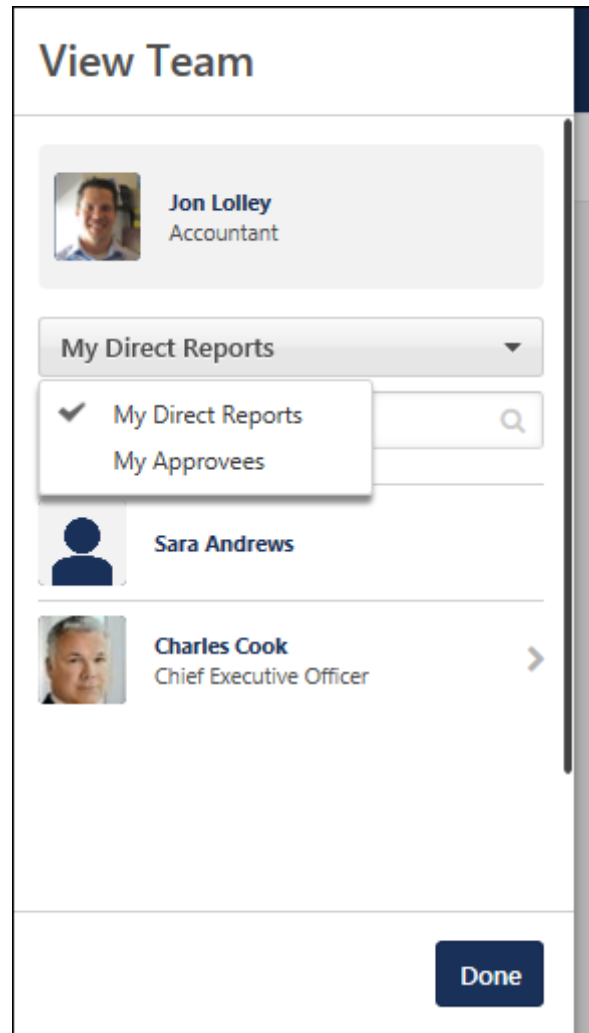 View Team
Jon Lolley
Accountant
My Direct Reports
My Direct Reports
My Approvees
Sara Andrews
Charles Cook
Chief Executive Officer
Done